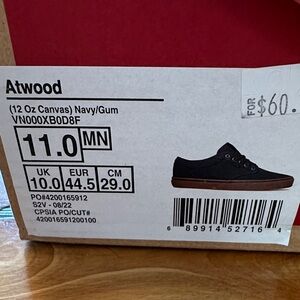 Atwood
(12 Oz Canvas) Navy/Gum
VN000XB0D8F
11.0 MN
UK EUR CM
10.0 44.5 29.0
PO#4200165912
S2V - 08/22
CPSIA PO/CUT#
420016591200100
FOR $60.
6 89914 52716 4